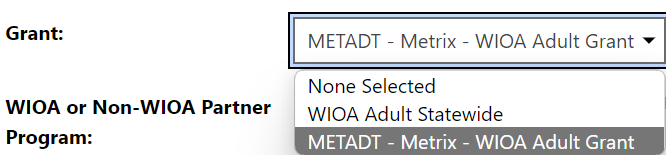 Grant:
METADT - Metrix - WIOA Adult Grant
None Selected
WIOA or Non-WIOA Partner
Program:
WIOA Adult Statewide
METADT - Metrix - WIOA Adult Grant